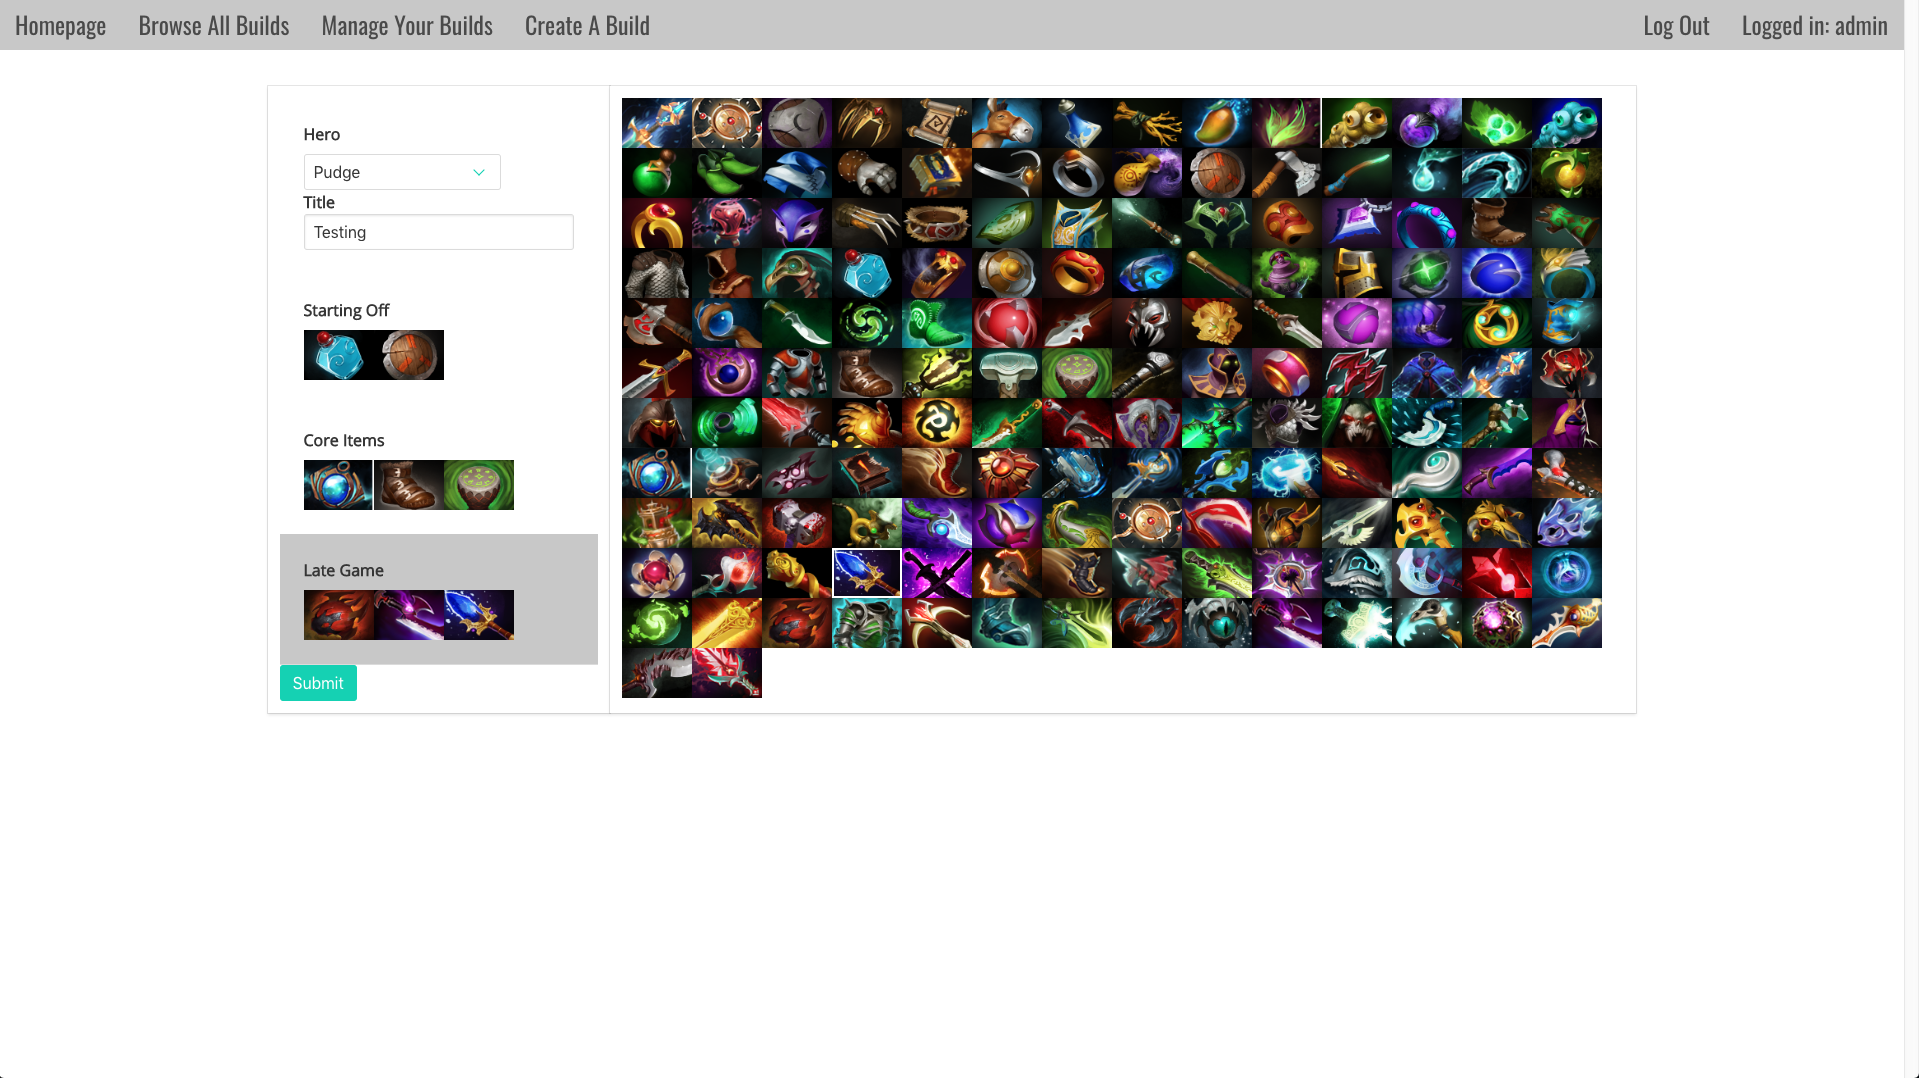 Homepage Browse All Builds Manage Your Builds Create A Build Log Out Logged in: admin
Hero
Pudge
Title
Testing
Starting Off
Core Items
Late Game
Submit